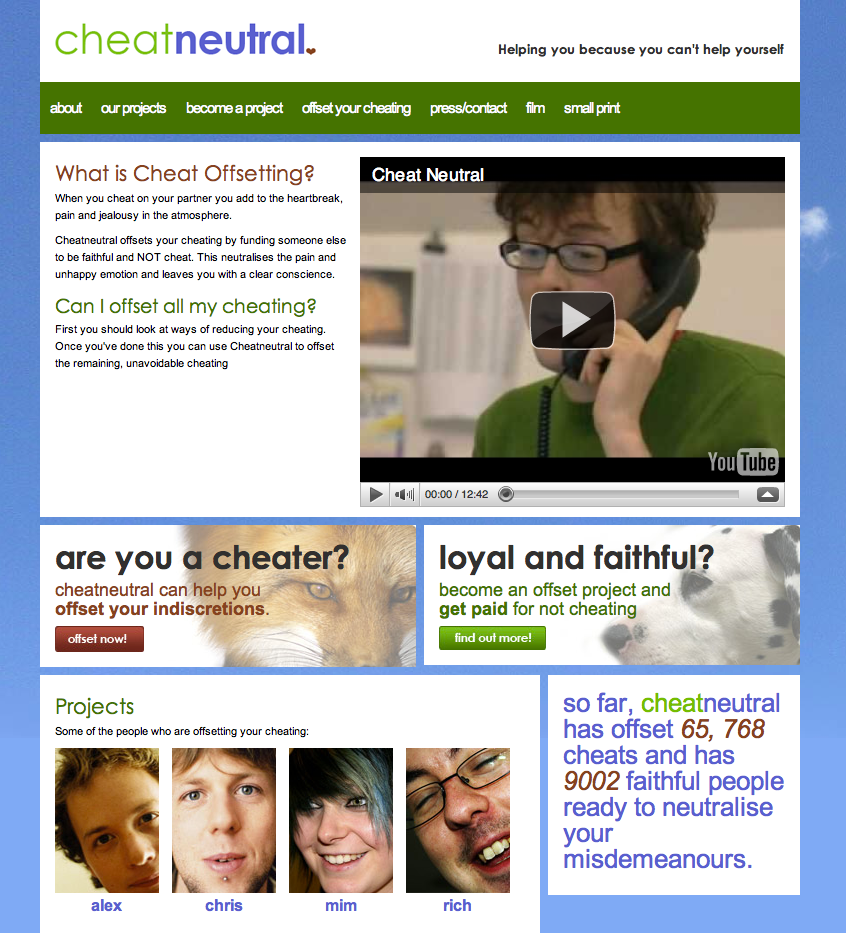 cheatneutral
Helping you because you can't help yourself
about our projects become a project offset your cheating press/contact film small print
What is Cheat Offsetting?
When you cheat on your partner you add to the heartbreak,
pain and jealousy in the atmosphere.
Cheatneutral offsets your cheating by funding someone else
to be faithful and NOT cheat. This neutralises the pain and
unhappy emotion and leaves you with a clear conscience.
Can I offset all my cheating?
First you should look at ways of reducing your cheating.
Once you've done this you can use Cheatneutral to offset
the remaining, unavoidable cheating
Cheat Neutral
YouTube
00:00 / 12:42
are you a cheater?
cheatneutral can help you
offset your indiscretions.
offset now!
loyal and faithful?
become an offset project and
get paid for not cheating
find out more!
Projects
Some of the people who are offsetting your cheating:
alex chris mim rich
so far, cheatneutral
has offset 65, 768
cheats and has
9002 faithful people
ready to neutralise
your
misdemeanours.